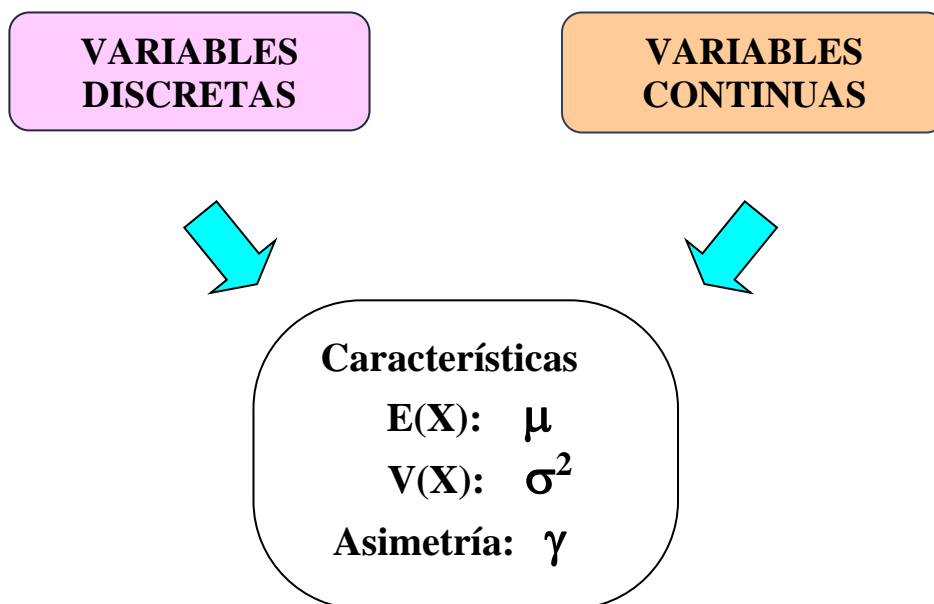 VARIABLES
DISCRETAS
VARIABLES
CONTINUAS
Características
E(X): μ
V(X): σ²
Asimetría: γ